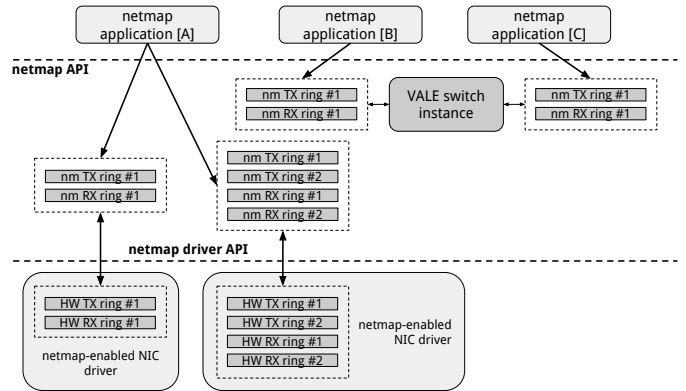 netmap
application [A]
netmap
application [B]
netmap
application [C]
netmap API
nm TX ring #1
nm RX ring #1
VALE switch
instance
nm TX ring #1
nm RX ring #1
nm TX ring #1
nm RX ring #1
nm TX ring #1
nm TX ring #2
nm RX ring #1
nm RX ring #2
netmap driver API
HW TX ring #1
HW RX ring #1
netmap-enabled NIC
driver
HW TX ring #1
HW TX ring #2
HW RX ring #1
HW RX ring #2
netmap-enabled
NIC driver